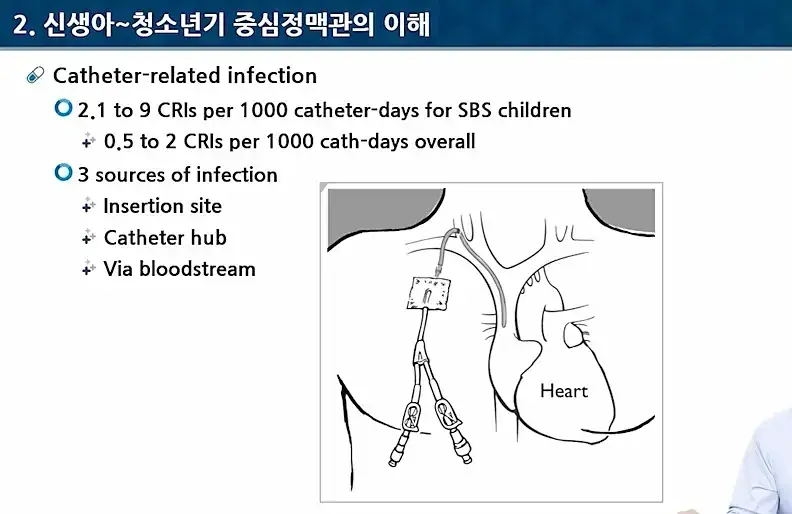 2. 신생아~청소년기 중심정맥관의 이해
Catheter-related infection
2.1 to 9 CRIs per 1000 catheter-days for SBS children
0.5 to 2 CRIs per 1000 cath-days overall
3 sources of infection
Insertion site
Catheter hub
Via bloodstream
Heart